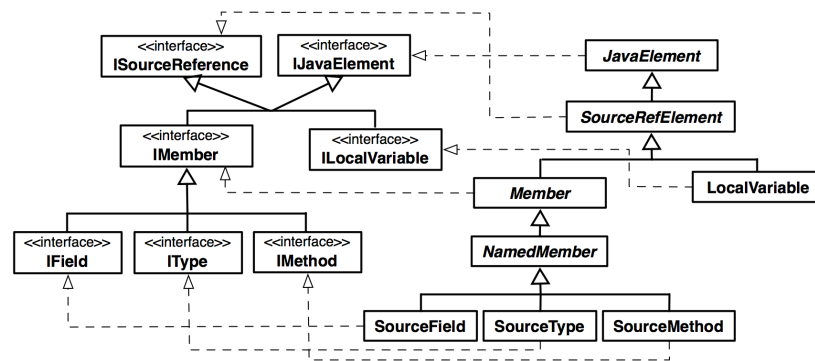 <<interface>>
ISourceReference
<<interface>>
IJavaElement
JavaElement
SourceRefElement
<<interface>>
IMember
<<interface>>
ILocalVariable
Member
LocalVariable
<<interface>>
IField
<<interface>>
IType
<<interface>>
IMethod
NamedMember
SourceField
SourceType
SourceMethod